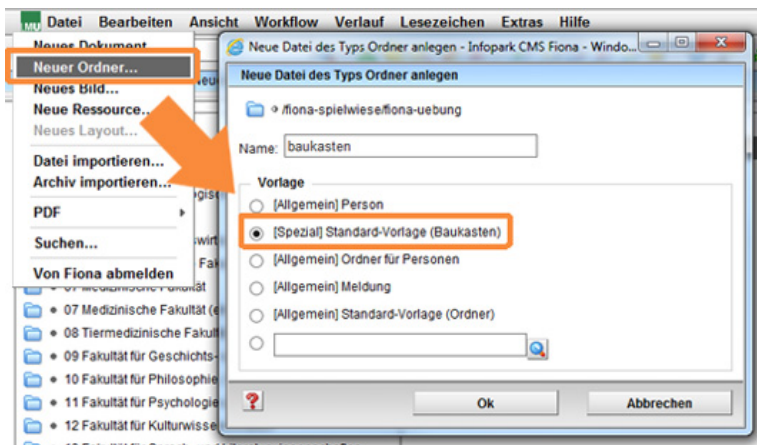 MU Datei Bearbeiten Ansicht Workflow Verlauf Lesezeichen Extras Hilfe
Neues Dokument
Neuer Ordner...
Neues Bild...
Neue Ressource...
Neues Layout...
Datei importieren...
Archiv importieren...
PDF
Suchen...
Von Fiona abmelden
07 Medizinische Fakultät (e
08 Tiermedizinische Fakult
09 Fakultät für Geschichts-
10 Fakultät für Philosophie
11 Fakultät für Psychologie
12 Fakultät für Kulturwisse
Neue Datei des Typs Ordner anlegen - Infopark CMS Fiona - Windo...
Neue Datei des Typs Ordner anlegen
/fiona-spielwiese/fiona-uebung
Name: baukasten
Vorlage
[Allgemein] Person
[Spezial] Standard-Vorlage (Baukasten)
[Allgemein] Ordner für Personen
[Allgemein] Meldung
[Allgemein] Standard-Vorlage (Ordner)
? Ok Abbrechen